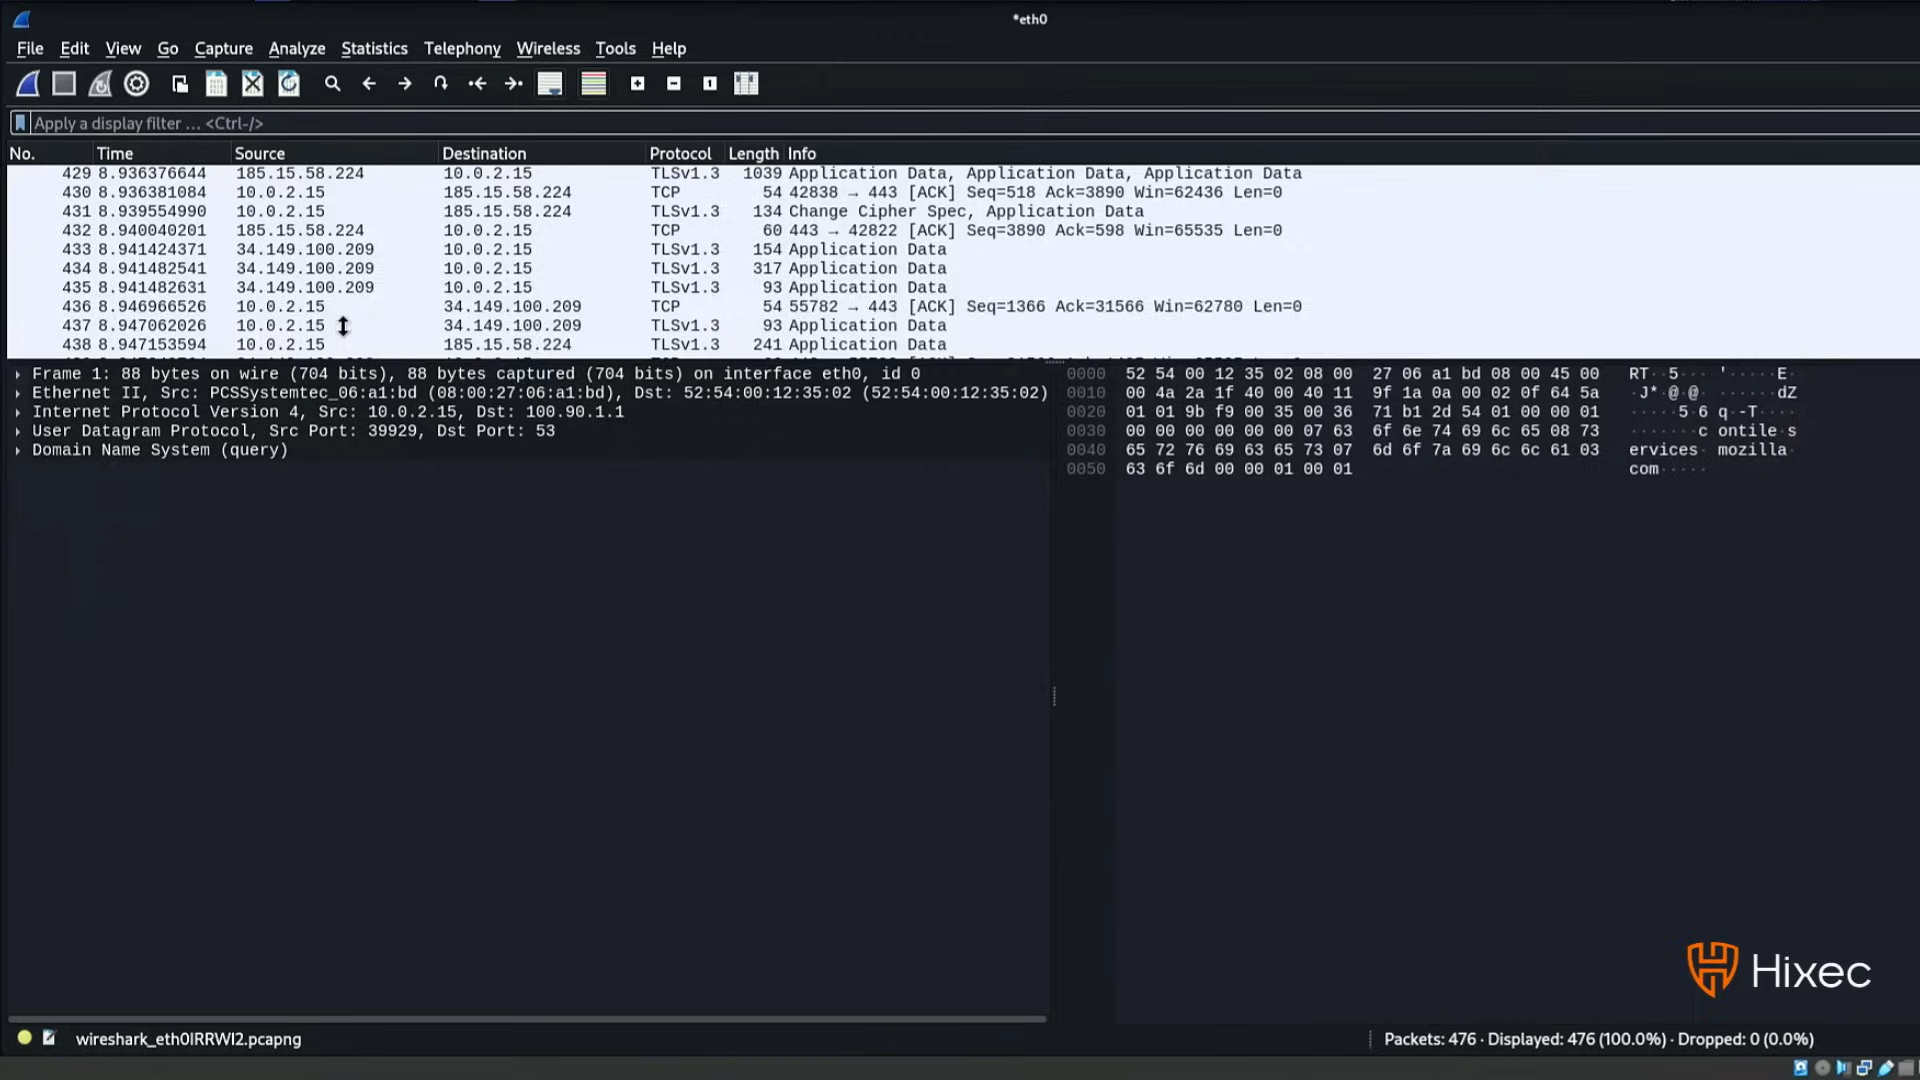 *eth0
File Edit View Go Capture Analyze Statistics Telephony Wireless Tools Help
Apply a display filter ... <Ctrl-/>
No. Time Source Destination Protocol Length Info
429 8.936376644 185.15.58.224 10.0.2.15 TLSv1.3 1039 Application Data, Application Data, Application Data
430 8.936381084 10.0.2.15 185.15.58.224 TCP 54 42838 → 443 [ACK] Seq=518 Ack=3890 Win=62436 Len=0
431 8.939554990 10.0.2.15 185.15.58.224 TLSv1.3 134 Change Cipher Spec, Application Data
432 8.940040201 185.15.58.224 10.0.2.15 TCP 60 443 → 42822 [ACK] Seq=3890 Ack=598 Win=65535 Len=0
433 8.941424371 34.149.100.209 10.0.2.15 TLSv1.3 154 Application Data
434 8.941482541 34.149.100.209 10.0.2.15 TLSv1.3 317 Application Data
435 8.941482631 34.149.100.209 10.0.2.15 TLSv1.3 93 Application Data
436 8.946966526 10.0.2.15 34.149.100.209 TCP 54 55782 → 443 [ACK] Seq=1366 Ack=31566 Win=62780 Len=0
437 8.947062026 10.0.2.15 34.149.100.209 TLSv1.3 93 Application Data
438 8.947153594 10.0.2.15 185.15.58.224 TLSv1.3 241 Application Data
Frame 1: 88 bytes on wire (704 bits), 88 bytes captured (704 bits) on interface eth0, id 0
Ethernet II, Src: PCSSystemtec_06:a1:bd (08:00:27:06:a1:bd), Dst: 52:54:00:12:35:02 (52:54:00:12:35:02)
Internet Protocol Version 4, Src: 10.0.2.15, Dst: 100.90.1.1
User Datagram Protocol, Src Port: 39929, Dst Port: 53
Domain Name System (query)
0000 52 54 00 12 35 02 08 00 27 06 a1 bd 08 00 45 00 RT··5···'·····E·
0010 00 4a 2a 1f 40 00 40 11 9f 1a 0a 00 02 0f 64 5a ·J*·@·@·······dZ
0020 01 01 9b f9 00 35 00 36 71 b1 2d 54 01 00 00 01 ·····5·6q·-T····
0030 00 00 00 00 00 00 07 63 6f 6e 74 69 6c 65 08 73 ·······contile·s
0040 65 72 76 69 63 65 73 07 6d 6f 7a 69 6c 6c 61 03 ervices·mozilla·
0050 63 6f 6d 00 00 01 00 01 com·····
Hixec
wireshark_eth0IRRWI2.pcapng
Packets: 476 · Displayed: 476 (100.0%) · Dropped: 0 (0.0%)